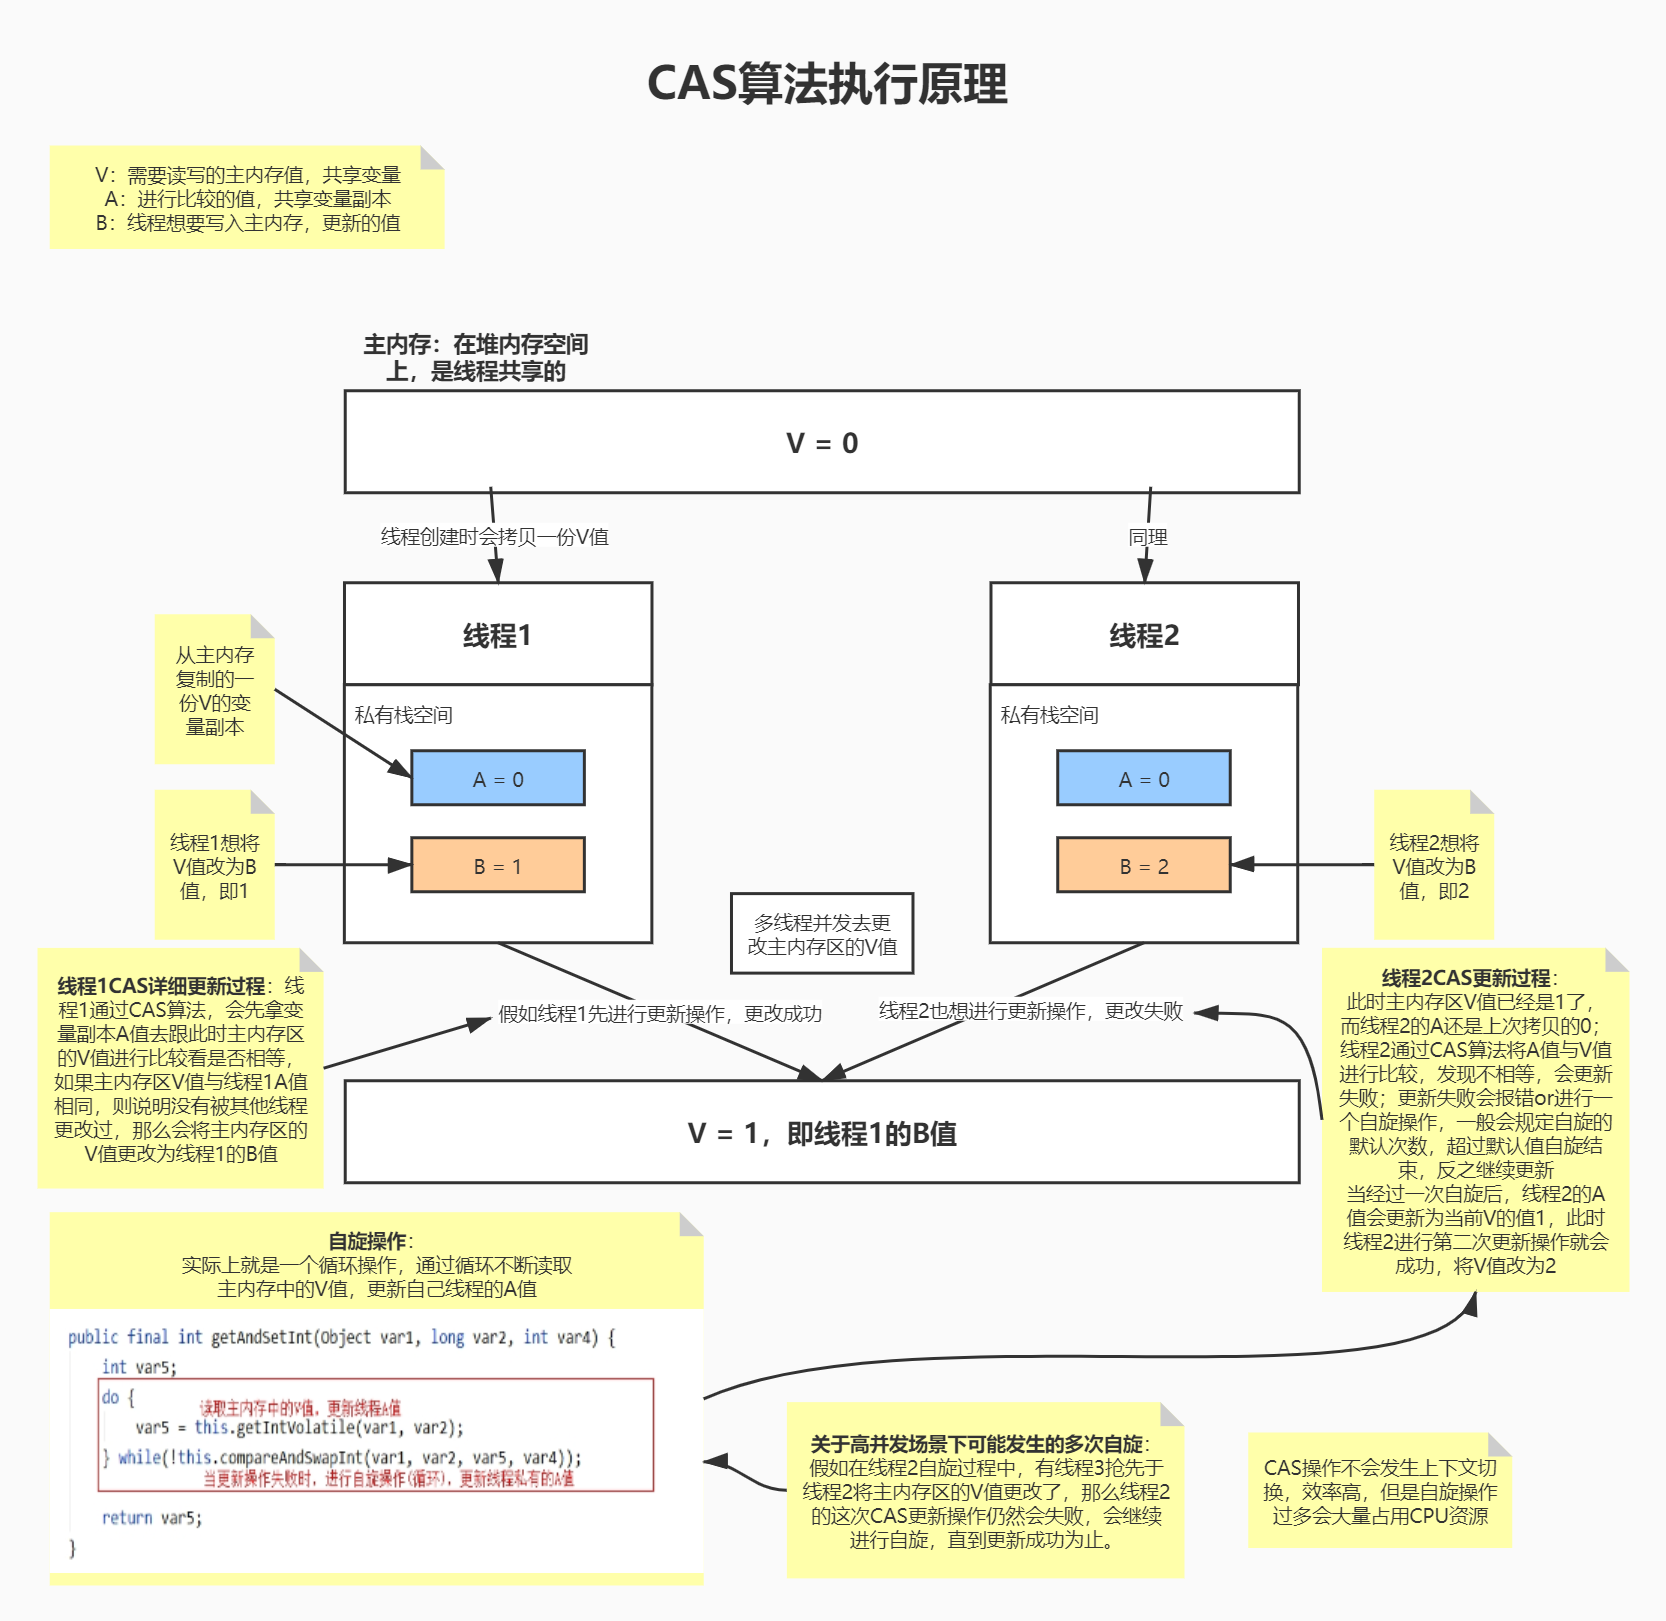 CAS算法执行原理
V：需要读写的主内存值，共享变量
A：进行比较的值，共享变量副本
B：线程想要写入主内存，更新的值
主内存：在堆内存空间
上，是线程共享的
V = 0
线程创建时会拷贝一份V值
同理
线程1
线程2
从主内存
复制的一
份V的变
量副本
私有栈空间
私有栈空间
A = 0
A = 0
线程1想将
V值改为B
值，即1
B = 1
B = 2
线程2想将
V值改为B
值，即2
多线程并发去更
改主内存区的V值
线程1CAS详细更新过程：线
程1通过CAS算法，会先拿变
量副本A值去跟此时主内存区
的V值进行比较看是否相等，
如果主内存区V值与线程1A值
相同，则说明没有被其他线程
更改过，那么会将主内存区的
V值更改为线程1的B值
假如线程1先进行更新操作，更改成功
线程2也想进行更新操作，更改失败
线程2CAS更新过程：
此时主内存区V值已经是1了，
而线程2的A还是上次拷贝的0；
线程2通过CAS算法将A值与V值
进行比较，发现不相等，会更新
失败；更新失败会报错or进行一
个自旋操作，一般会规定自旋的
默认次数，超过默认值自旋结
束，反之继续更新
当经过一次自旋后，线程2的A
值会更新为当前V的值1，此时
线程2进行第二次更新操作就会
成功，将V值改为2
V = 1，即线程1的B值
自旋操作：
实际上就是一个循环操作，通过循环不断读取
主内存中的V值，更新自己线程的A值
public final int getAndSetInt(Object var1, long var2, int var4) {
int var5;
do {
读取主内存中的V值，更新线程A值
var5 = this.getIntVolatile(var1, var2);
} while(!this.compareAndSwapInt(var1, var2, var5, var4));
当更新操作失败时，进行自旋操作(循环)，更新线程私有的A值
return var5;
}
关于高并发场景下可能发生的多次自旋：
假如在线程2自旋过程中，有线程3抢先于
线程2将主内存区的V值更改了，那么线程2
的这次CAS更新操作仍然会失败，会继续
进行自旋，直到更新成功为止。
CAS操作不会发生上下文切
换，效率高，但是自旋操作
过多会大量占用CPU资源